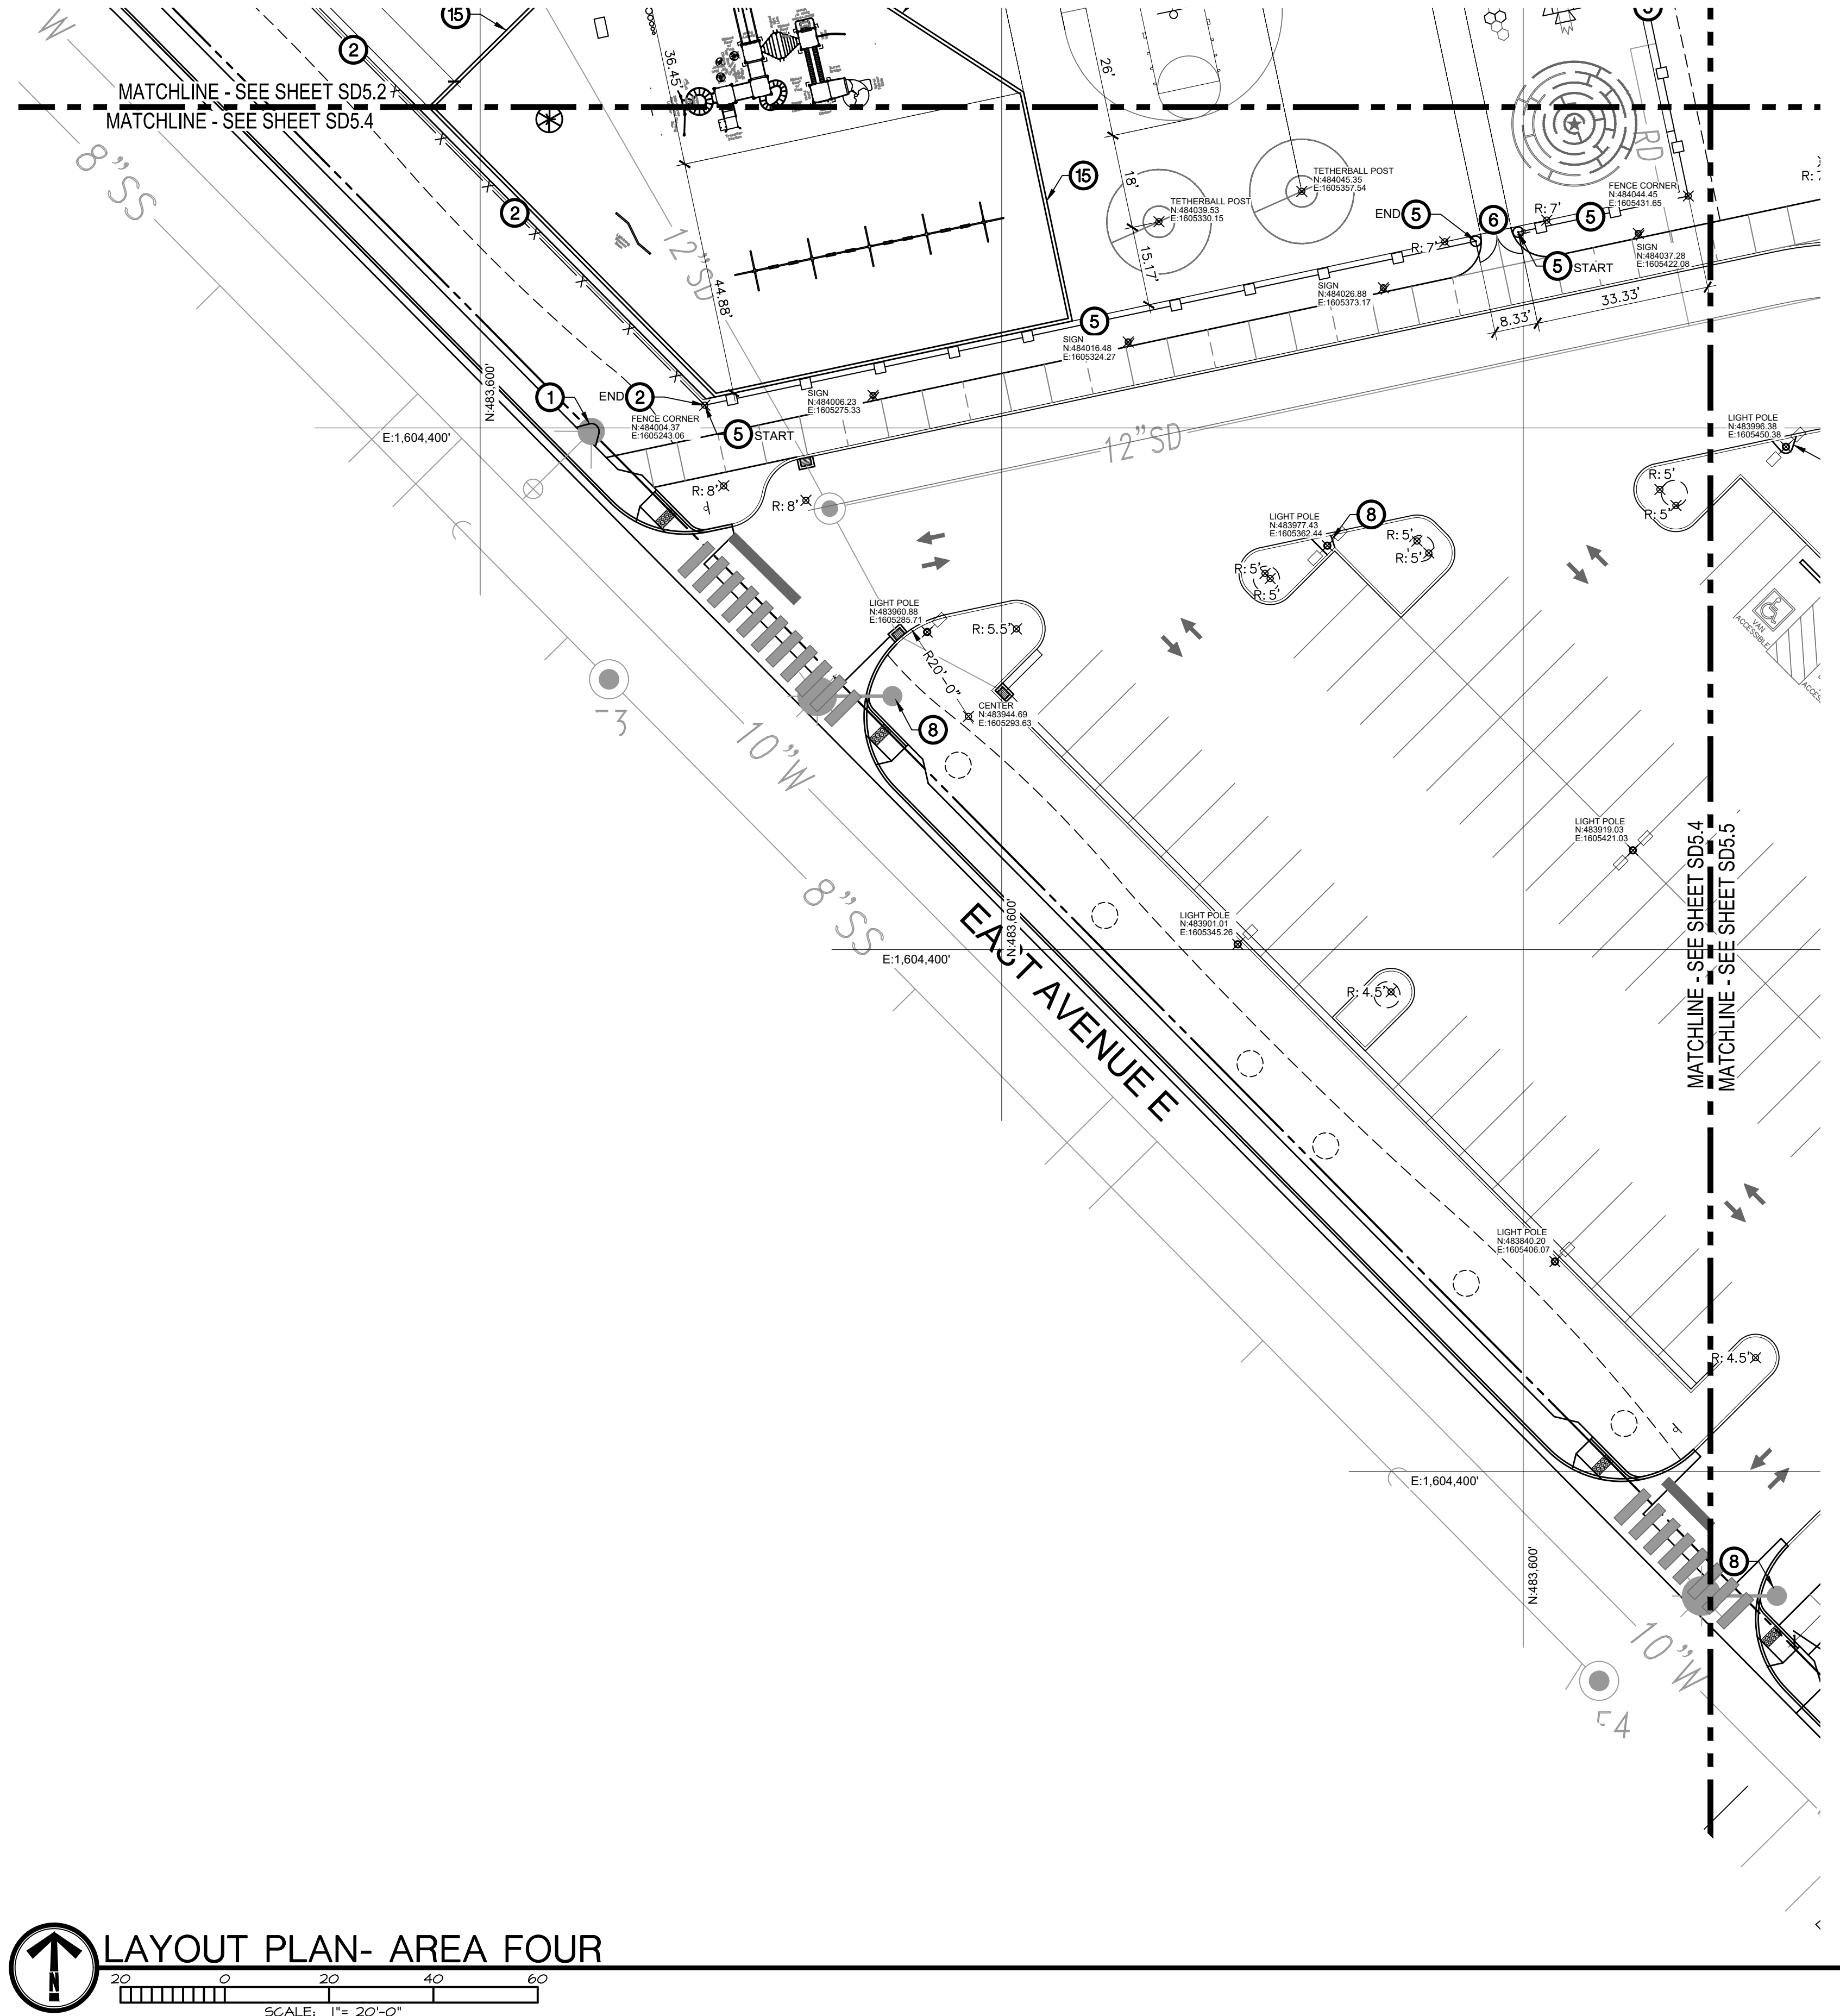 15
W
2
36.45'
26'
5
MATCHLINE - SEE SHEET SD5.2
MATCHLINE - SEE SHEET SD5.4
8"SS
RD
R: 7
15
18'
TETHERBALL POST
N:484045.35
E:1605357.54
TETHERBALL POST
N:484039.53
E:1605330.15
FENCE CORNER
N:484044.45
E:1605431.65
2
END 5
6
R: 7'
5
12"SD
R: 7'
15.17'
5 START
SIGN
N:484037.28
E:1605422.08
44.88'
SIGN
N:484026.88
E:1605373.17
33.33'
8.33'
5
SIGN
N:484016.48
E:1605324.27
N:483,600'
1
END 2
SIGN
N:484006.23
E:1605275.33
FENCE CORNER
N:484004.37
E:1605243.06
5 START
E:1,604,400'
12"SD
LIGHT POLE
N:483996.38
E:1605450.38
R: 8'
R: 8'
R: 5'
R: 5'
LIGHT POLE
N:483977.43
E:1605362.44
8
R: 5'
R: 5'
R: 5'
R: 5'
VAN
ACCESSIBLE
LIGHT POLE
N:483960.88
E:1605285.71
R: 5.5'
R20'-0"
CENTER
N:483944.69
E:1605293.63
8
10"W
LIGHT POLE
N:483919.03
E:1605421.03
MATCHLINE - SEE SHEET SD5.4
MATCHLINE - SEE SHEET SD5.5
8"SS
LIGHT POLE
N:483901.01
E:1605345.26
N:483,600'
E:1,604,400'
EAST AVENUE E
R: 4.5'
LIGHT POLE
N:483840.20
E:1605406.07
R: 4.5'
E:1,604,400'
N:483,600'
8
10"W
LAYOUT PLAN- AREA FOUR
N
20 0 20 40 60
SCALE: 1"= 20'-0"